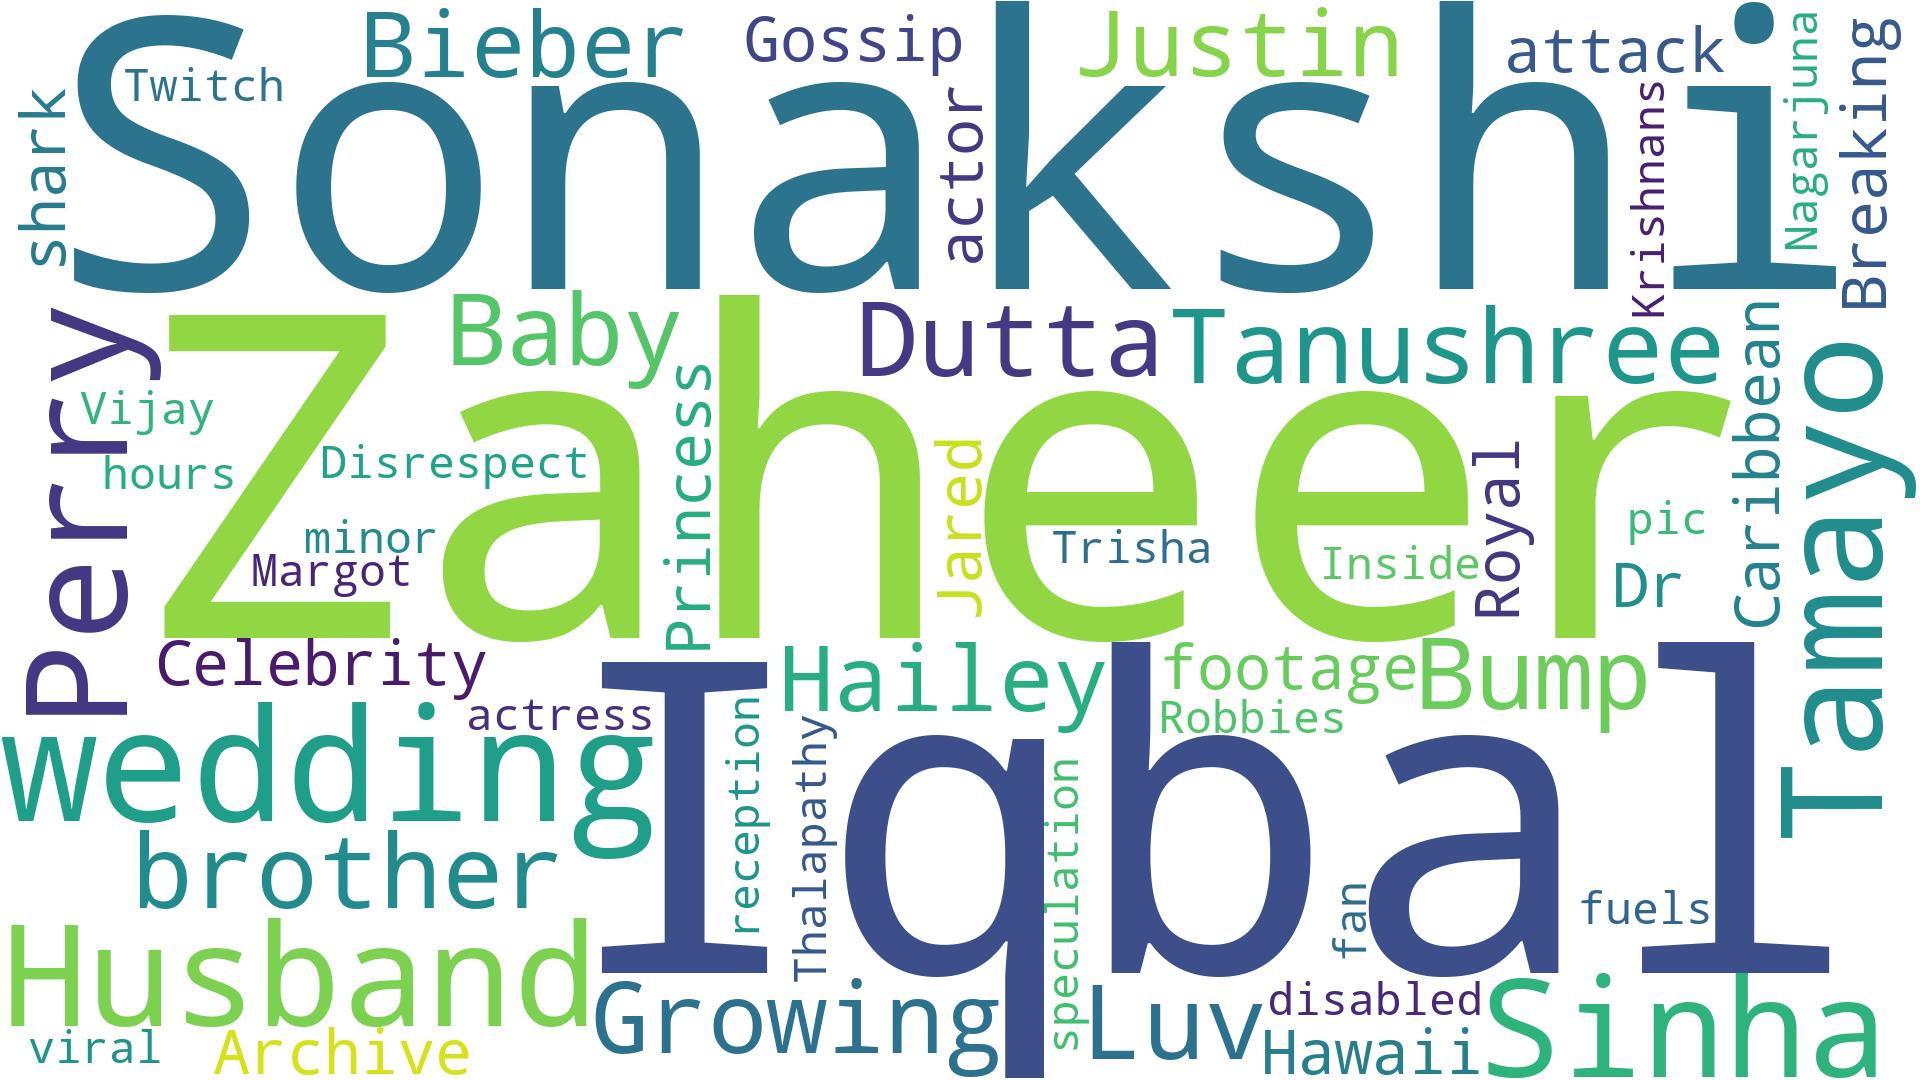 Sonakshi
Bieber
Gossip
Justin
attack
Twitch
shark
actor
Krishnans
Nagarjuna
Breaking
Zaheer
Perry
Baby
Dutta
Tanushree
Caribbean
Tamayo
Vijay
hours
Disrespect
Princess
Jared
Royal
minor
Margot
Trisha
Inside
pic
Dr
Celebrity
Iqbal
Hailey
footage
Bump
Robbies
actress
wedding
reception
Thalapathy
speculation
brother
fan
fuels
Husband
Growing
Luv
disabled
Hawaii
Sinha
viral
Archive